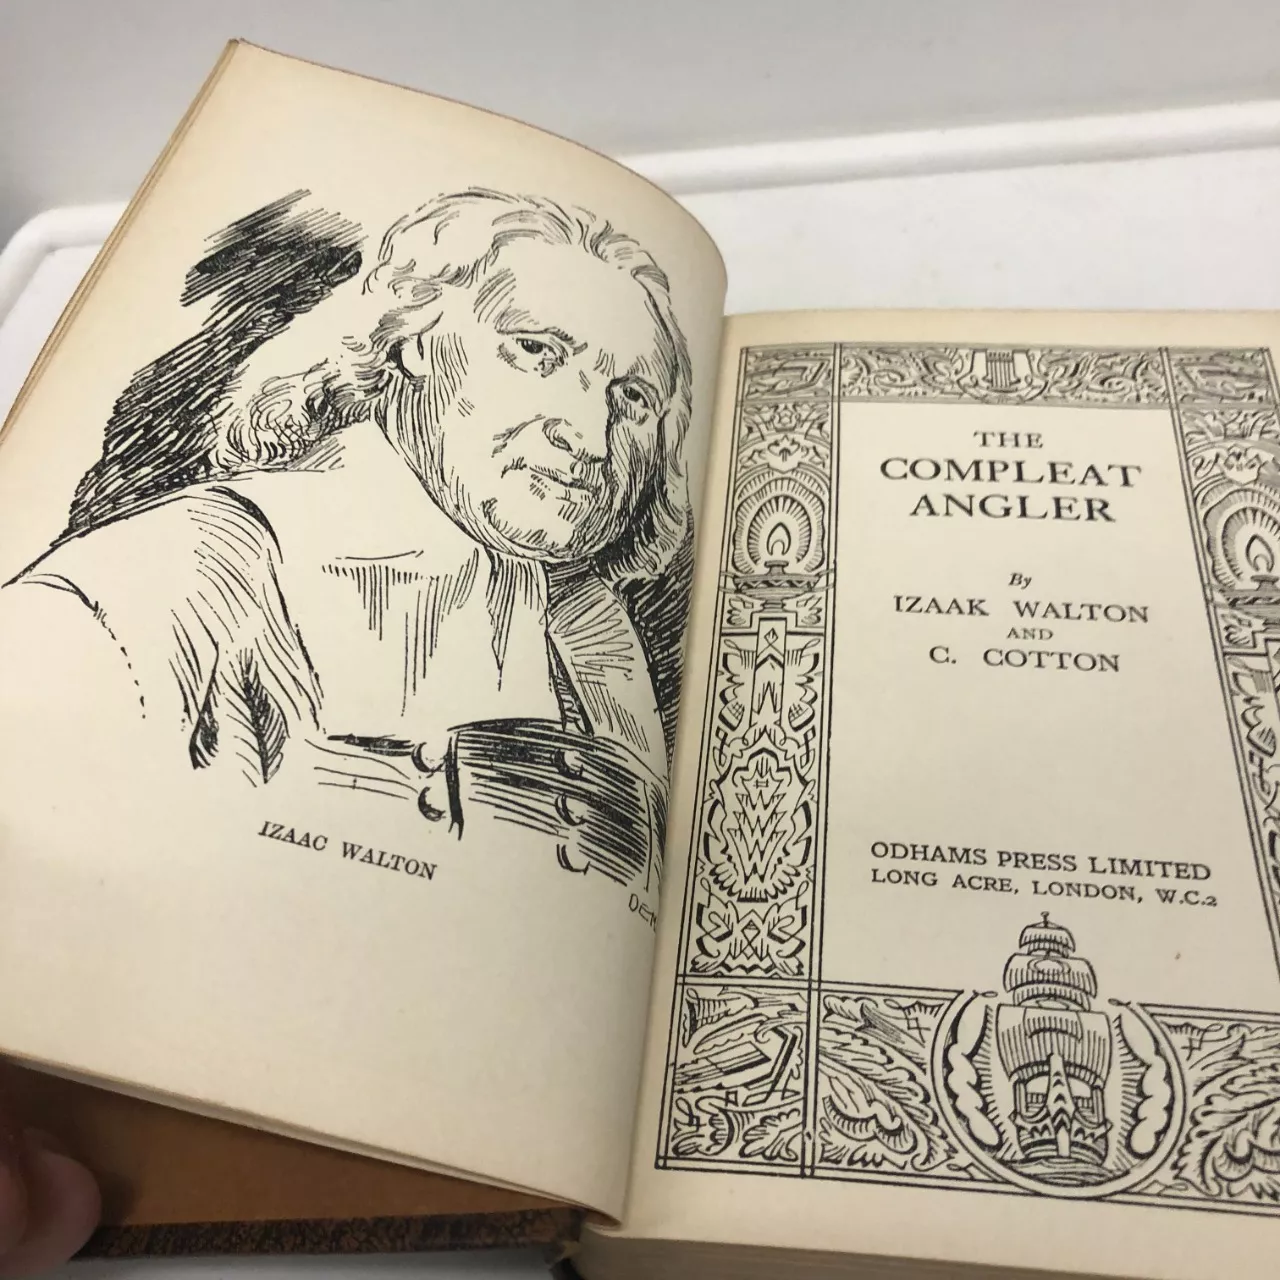 IZAAC WALTON
THE
COMPLEAT
ANGLER
By
IZAAK WALTON
AND
C. COTTON
ODHAMS PRESS LIMITED
LONG ACRE, LONDON, W.C.2